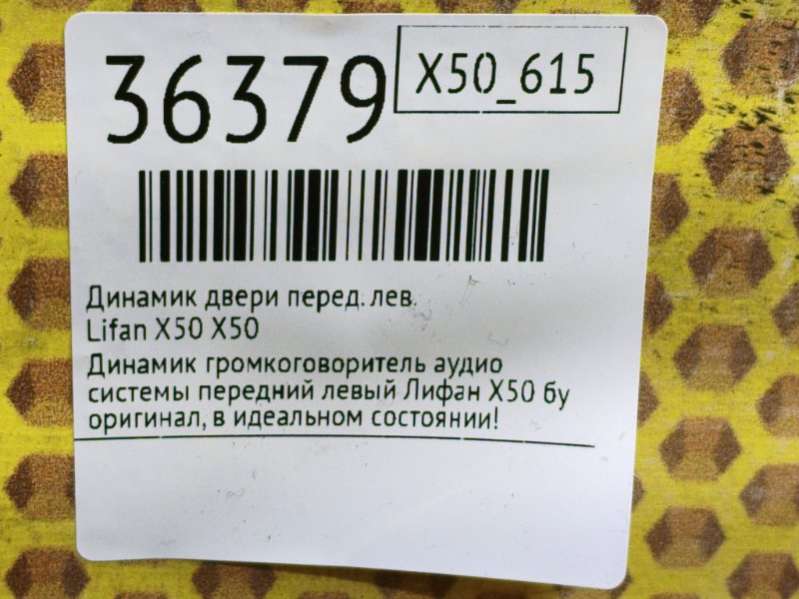 36379
X50_615
Динамик двери перед. лев.
Lifan X50 X50
Динамик громкоговоритель аудио
системы передний левый Лифан X50 бу
оригинал, в идеальном состоянии!